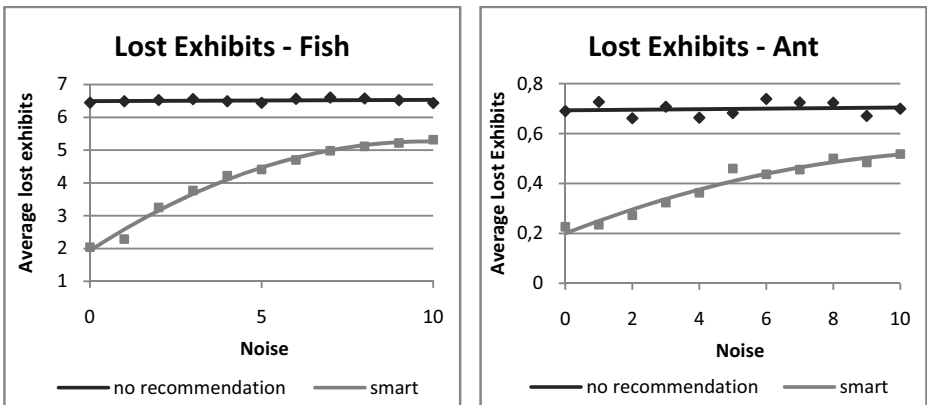 Lost Exhibits - Fish
Average lost exhibits
7
6
5
4
3
2
1
0 5 10
Noise
no recommendation smart
Lost Exhibits - Ant
Average Lost Exhibits
0,8
0,6
0,4
0,2
0
0 2 4 6 8 10
Noise
no recommendation smart